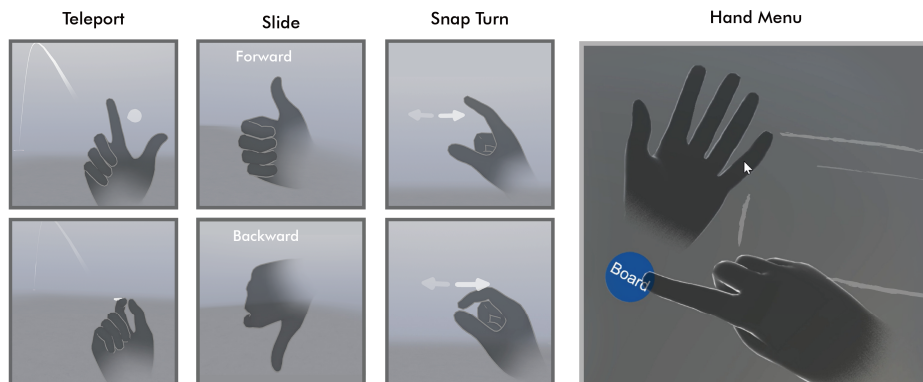 Teleport
Slide
Snap Turn
Hand Menu
Forward
Backward
Board